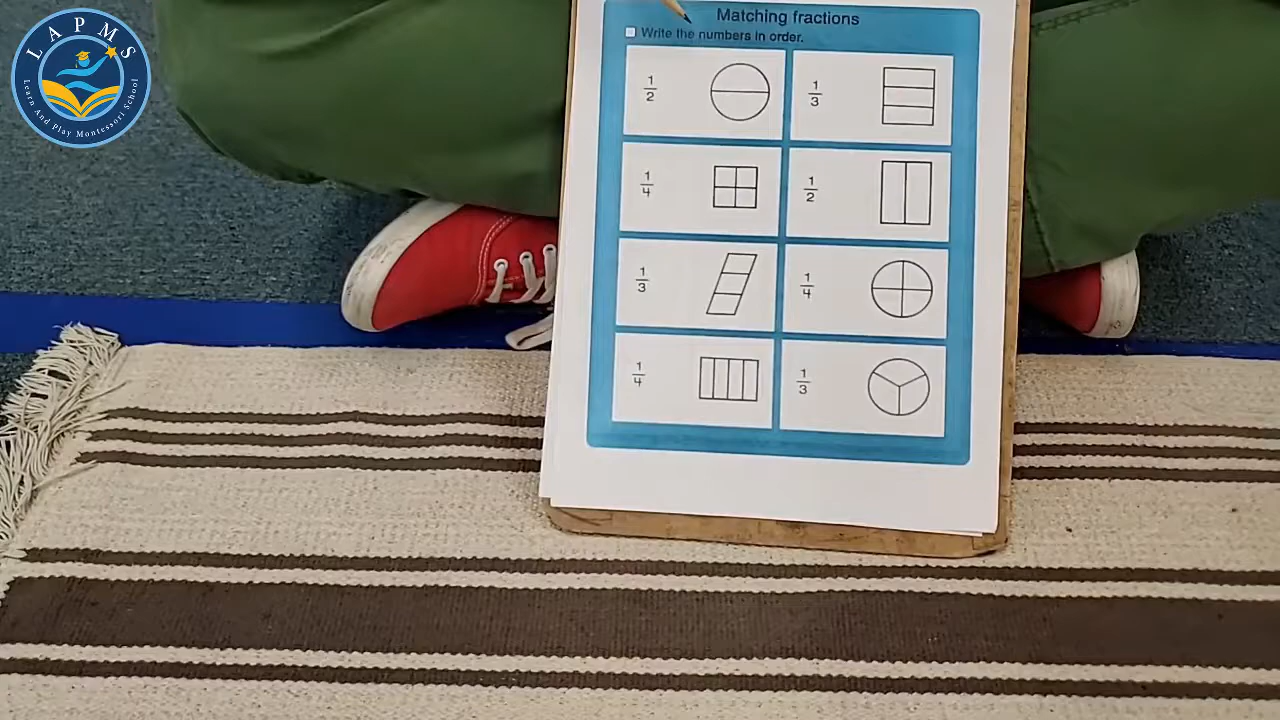 LAPMS
Learn And Play Montessori School
Matching fractions
Write the numbers in order.
1/2
1/3
1/4
1/2
1/3
1/4
1/4
1/3